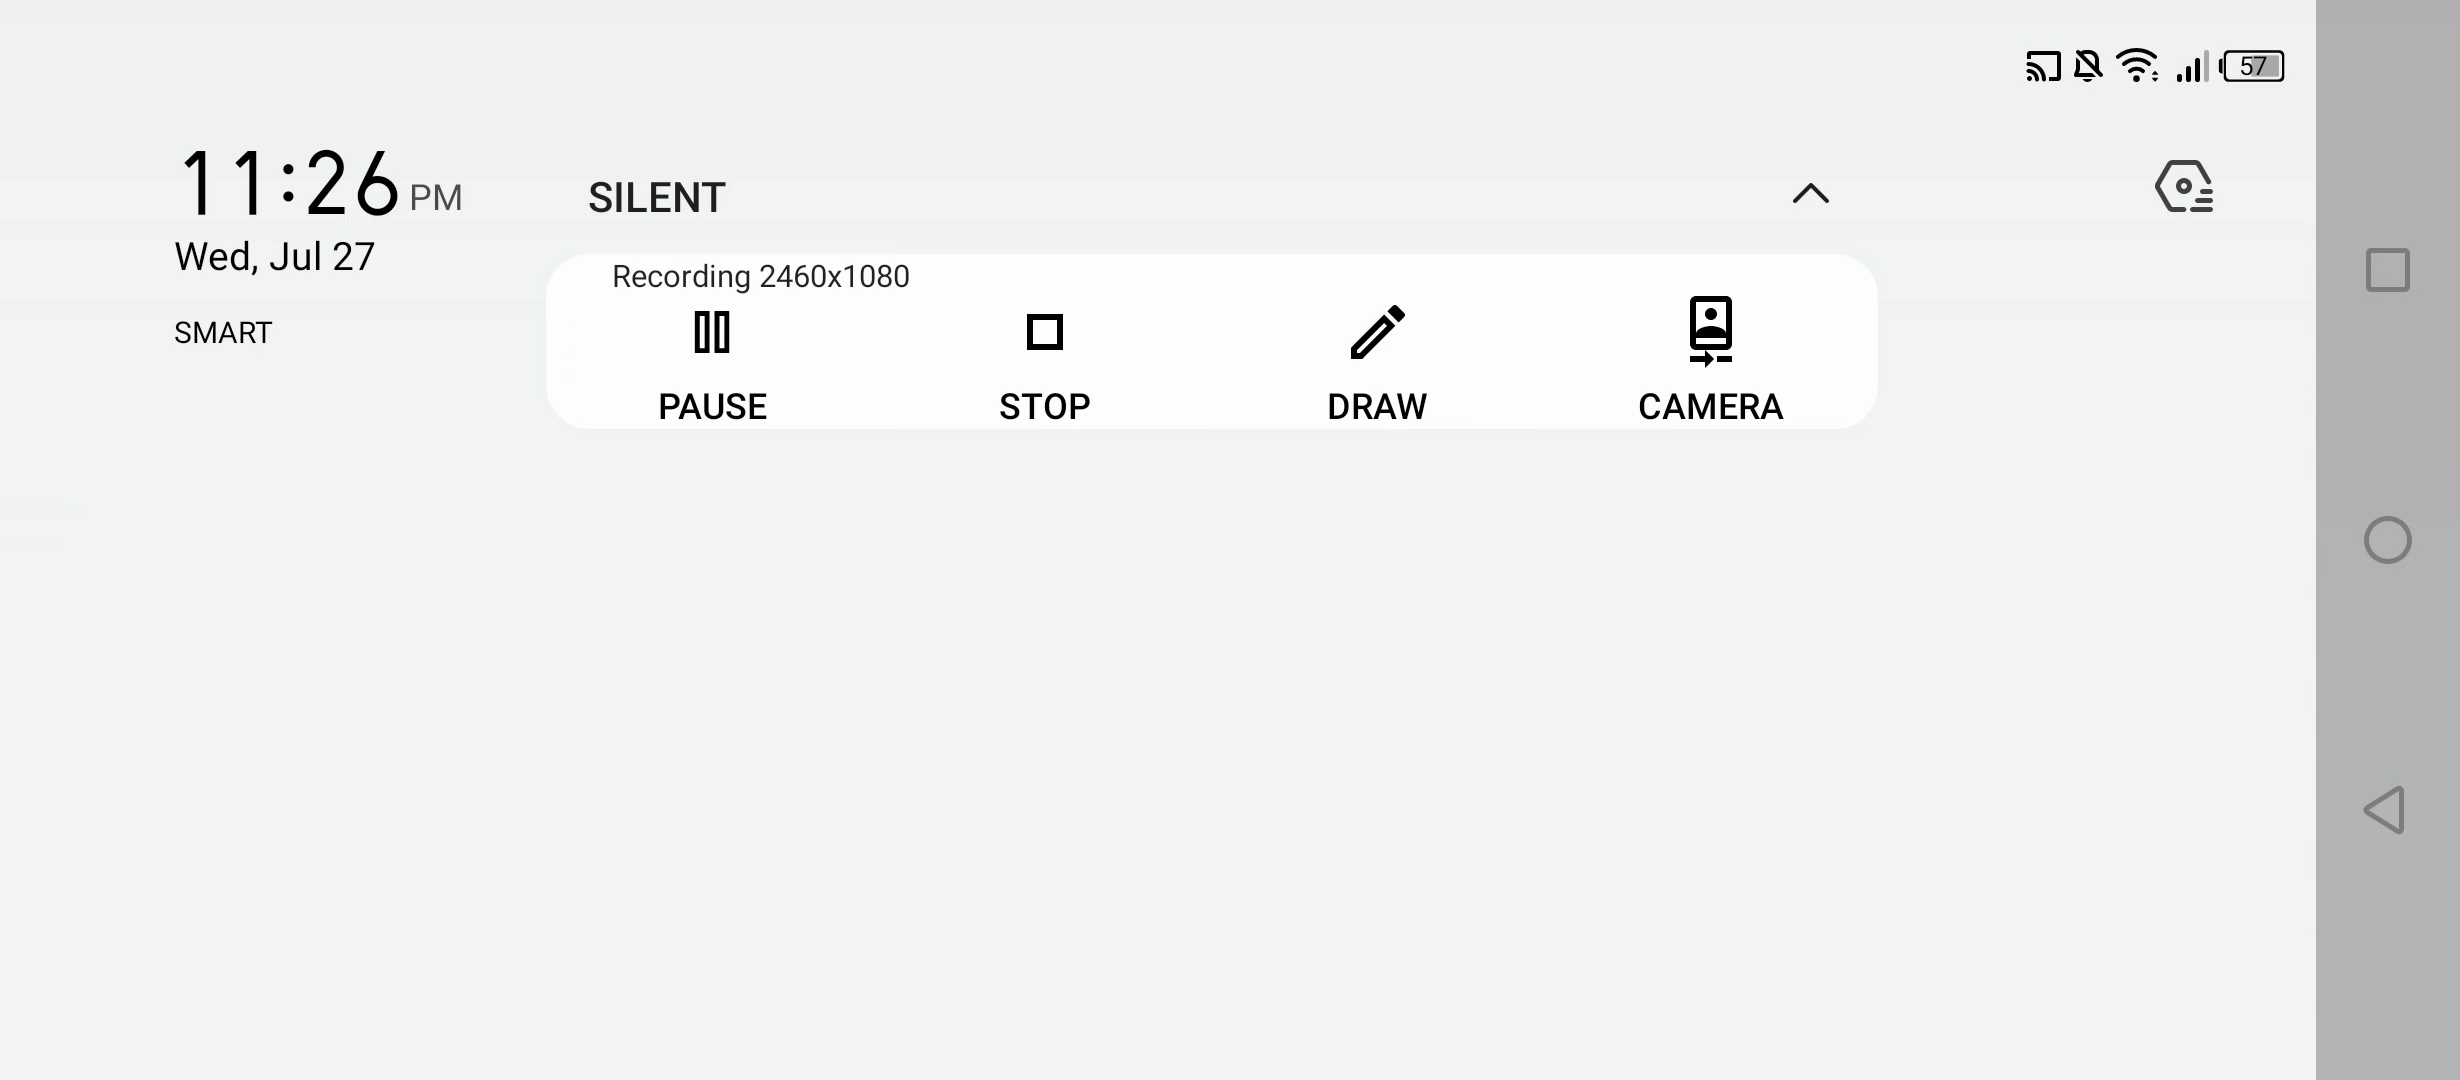 57
11:26 PM
Wed, Jul 27
SMART
SILENT
Recording 2460x1080
PAUSE
STOP
DRAW
CAMERA